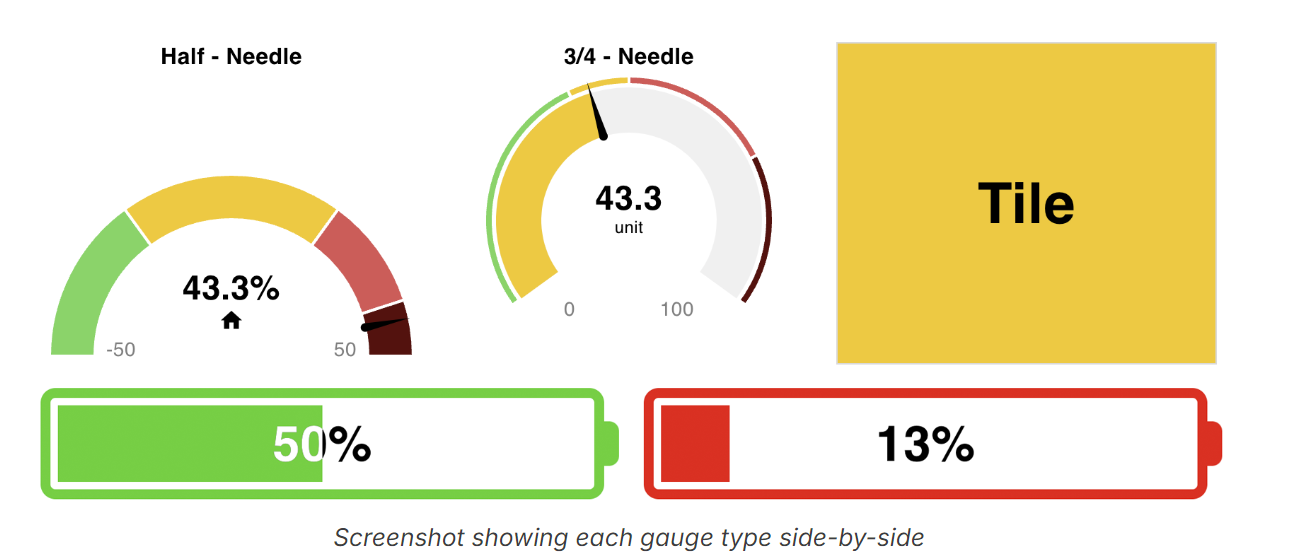 Half - Needle
3/4 - Needle
43.3%
-50
50
43.3
unit
0
100
Tile
50%
13%
Screenshot showing each gauge type side-by-side